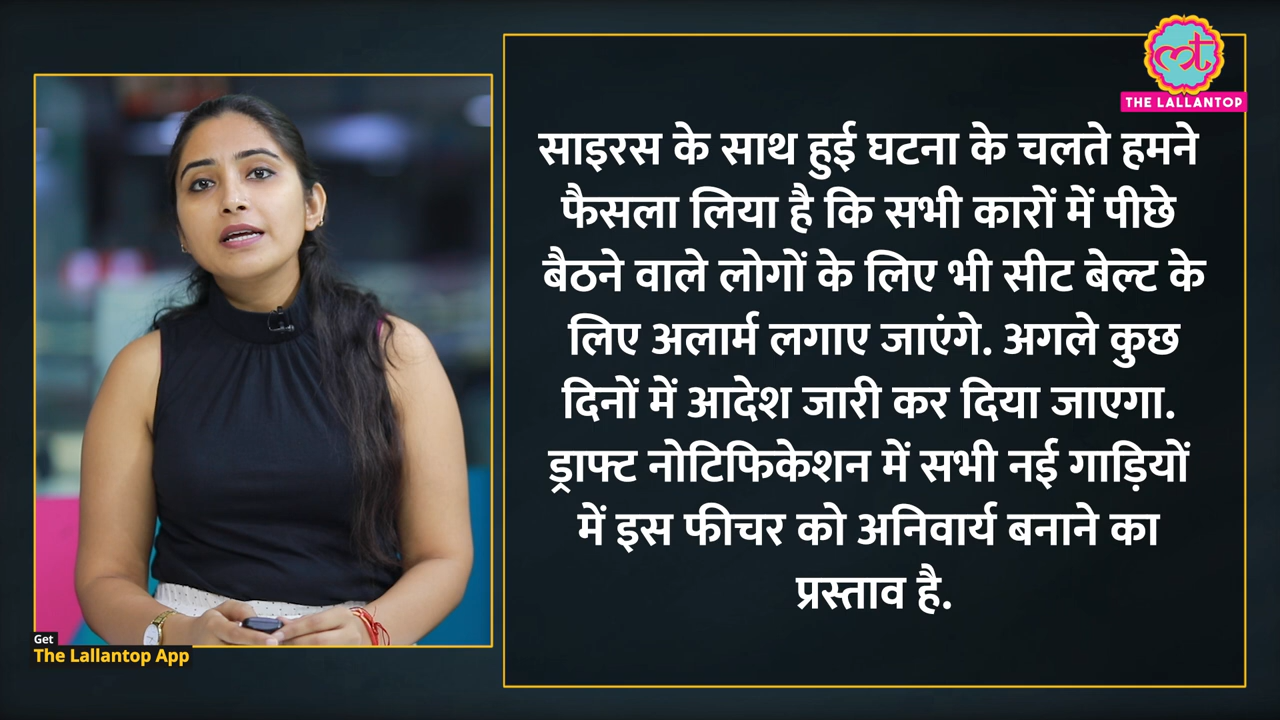 THE LALLANTOP
साइरस के साथ हुई घटना के चलते हमने
फैसला लिया है कि सभी कारों में पीछे
बैठने वाले लोगों के लिए भी सीट बेल्ट के
लिए अलार्म लगाए जाएंगे. अगले कुछ
दिनों में आदेश जारी कर दिया जाएगा.
ड्राफ्ट नोटिफिकेशन में सभी नई गाड़ियों
में इस फीचर को अनिवार्य बनाने का
प्रस्ताव है.
Get
The Lallantop App